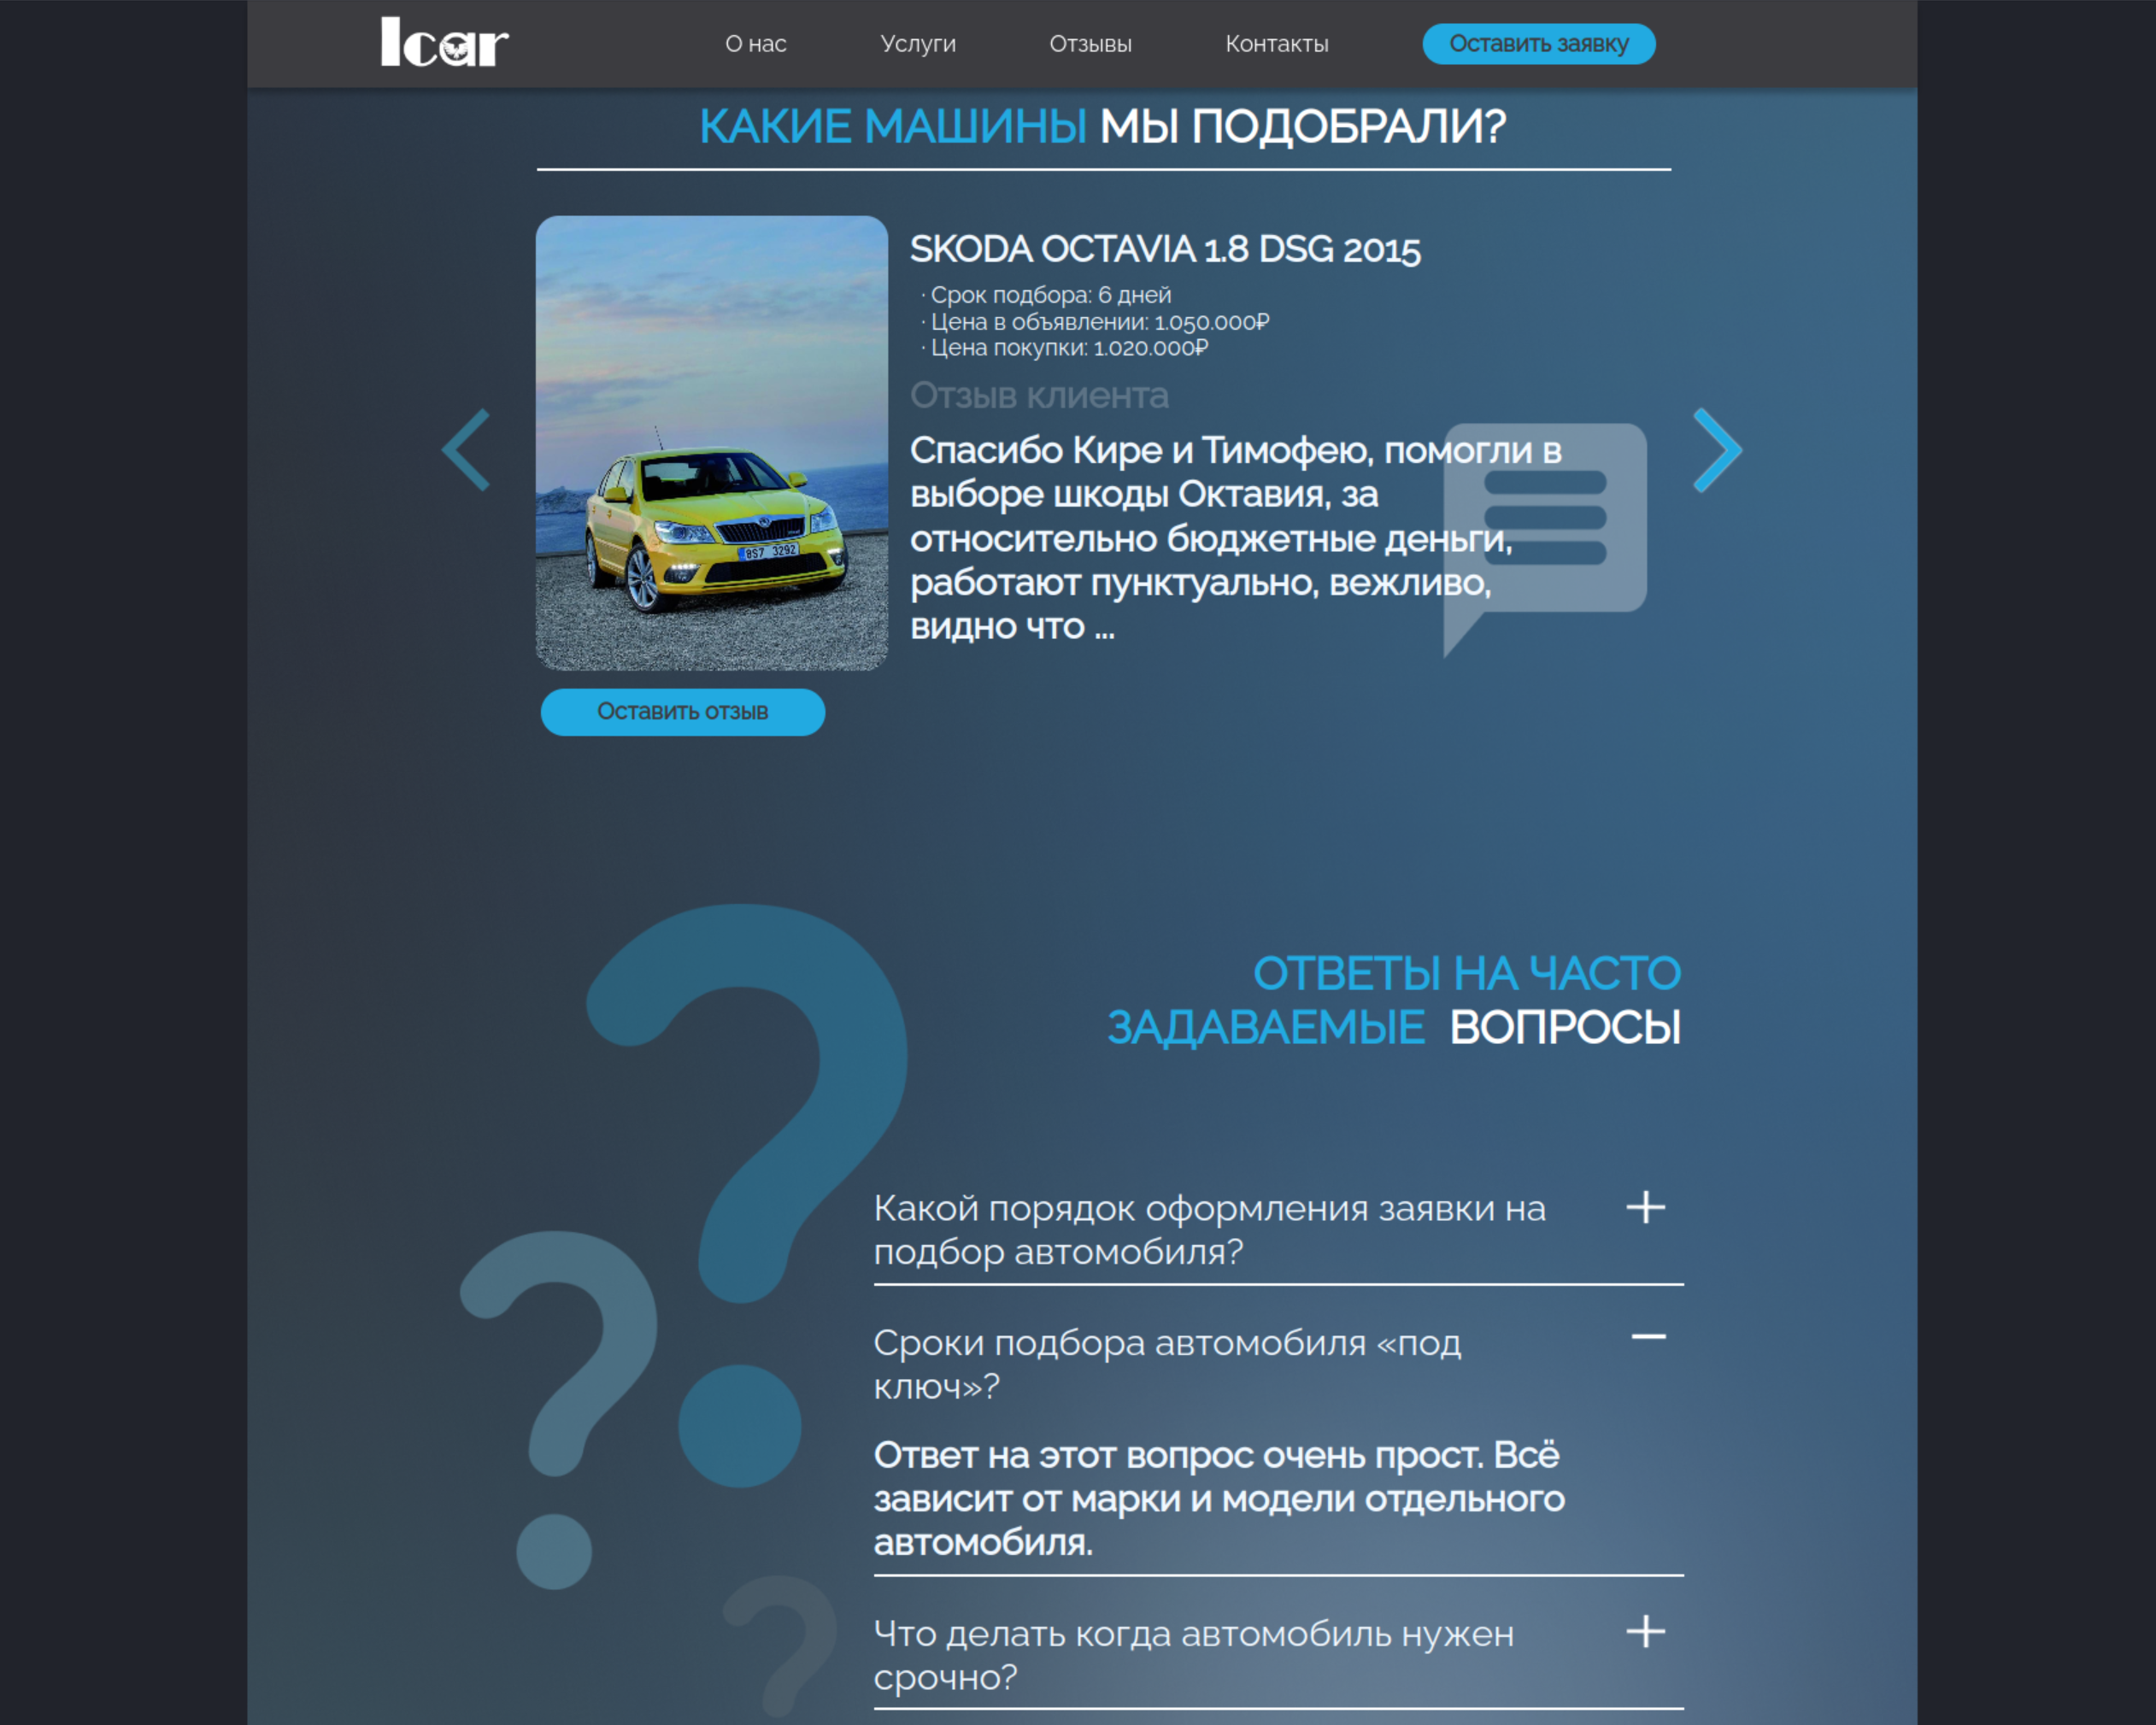 Icar
О нас
Услуги
Отзывы
Контакты
Оставить заявку
КАКИЕ МАШИНЫ МЫ ПОДОБРАЛИ?
SKODA OCTAVIA 1.8 DSG 2015
· Срок подбора: 6 дней
· Цена в объявлении: 1.050.000₽
· Цена покупки: 1.020.000₽
Отзыв клиента
Спасибо Кире и Тимофею, помогли в
выборе шкоды Октавия, за
относительно бюджетные деньги,
работают пунктуально, вежливо,
видно что ...
8S7 3292
Оставить отзыв
ОТВЕТЫ НА ЧАСТО
ЗАДАВАЕМЫЕ ВОПРОСЫ
Какой порядок оформления заявки на
подбор автомобиля?
Сроки подбора автомобиля «под
ключ»?
Ответ на этот вопрос очень прост. Всё
зависит от марки и модели отдельного
автомобиля.
Что делать когда автомобиль нужен
срочно?